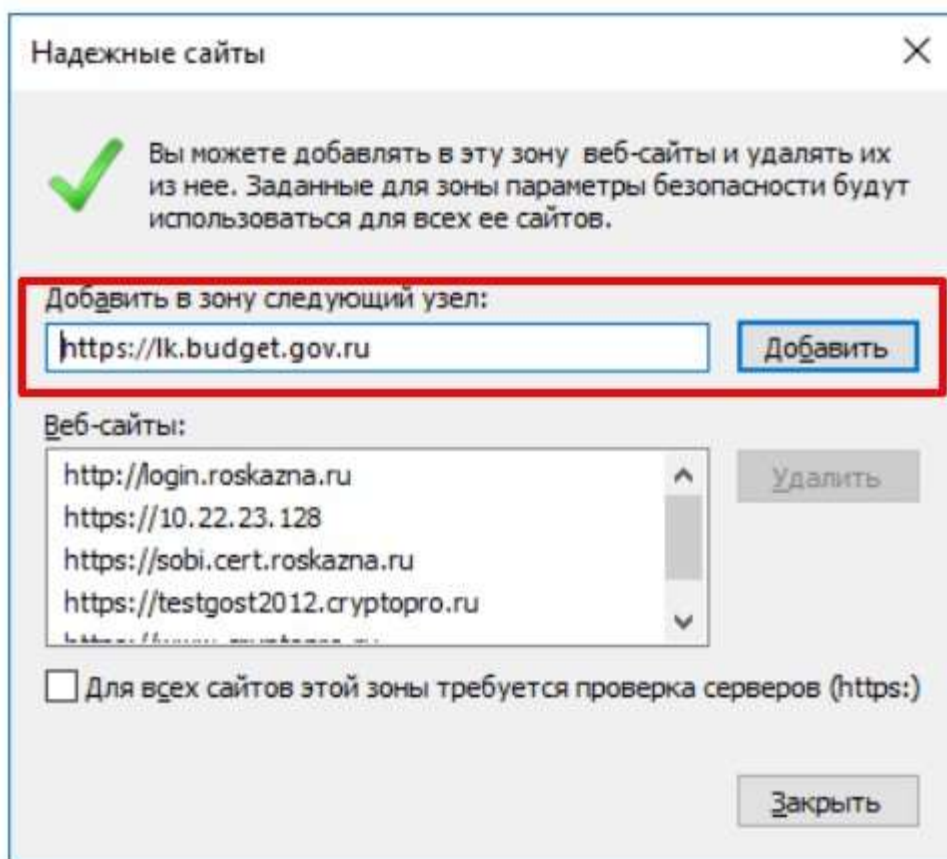 Надежные сайты
Вы можете добавлять в эту зону веб-сайты и удалять их
из нее. Заданные для зоны параметры безопасности будут
использоваться для всех ее сайтов.
Добавить в зону следующий узел:
https://lk.budget.gov.ru
Добавить
Веб-сайты:
http://login.roskazna.ru
Удалить
https://10.22.23.128
https://sobi.cert.roskazna.ru
https://testgost2012.cryptopro.ru
Для всех сайтов этой зоны требуется проверка серверов (https:)
Закрыть